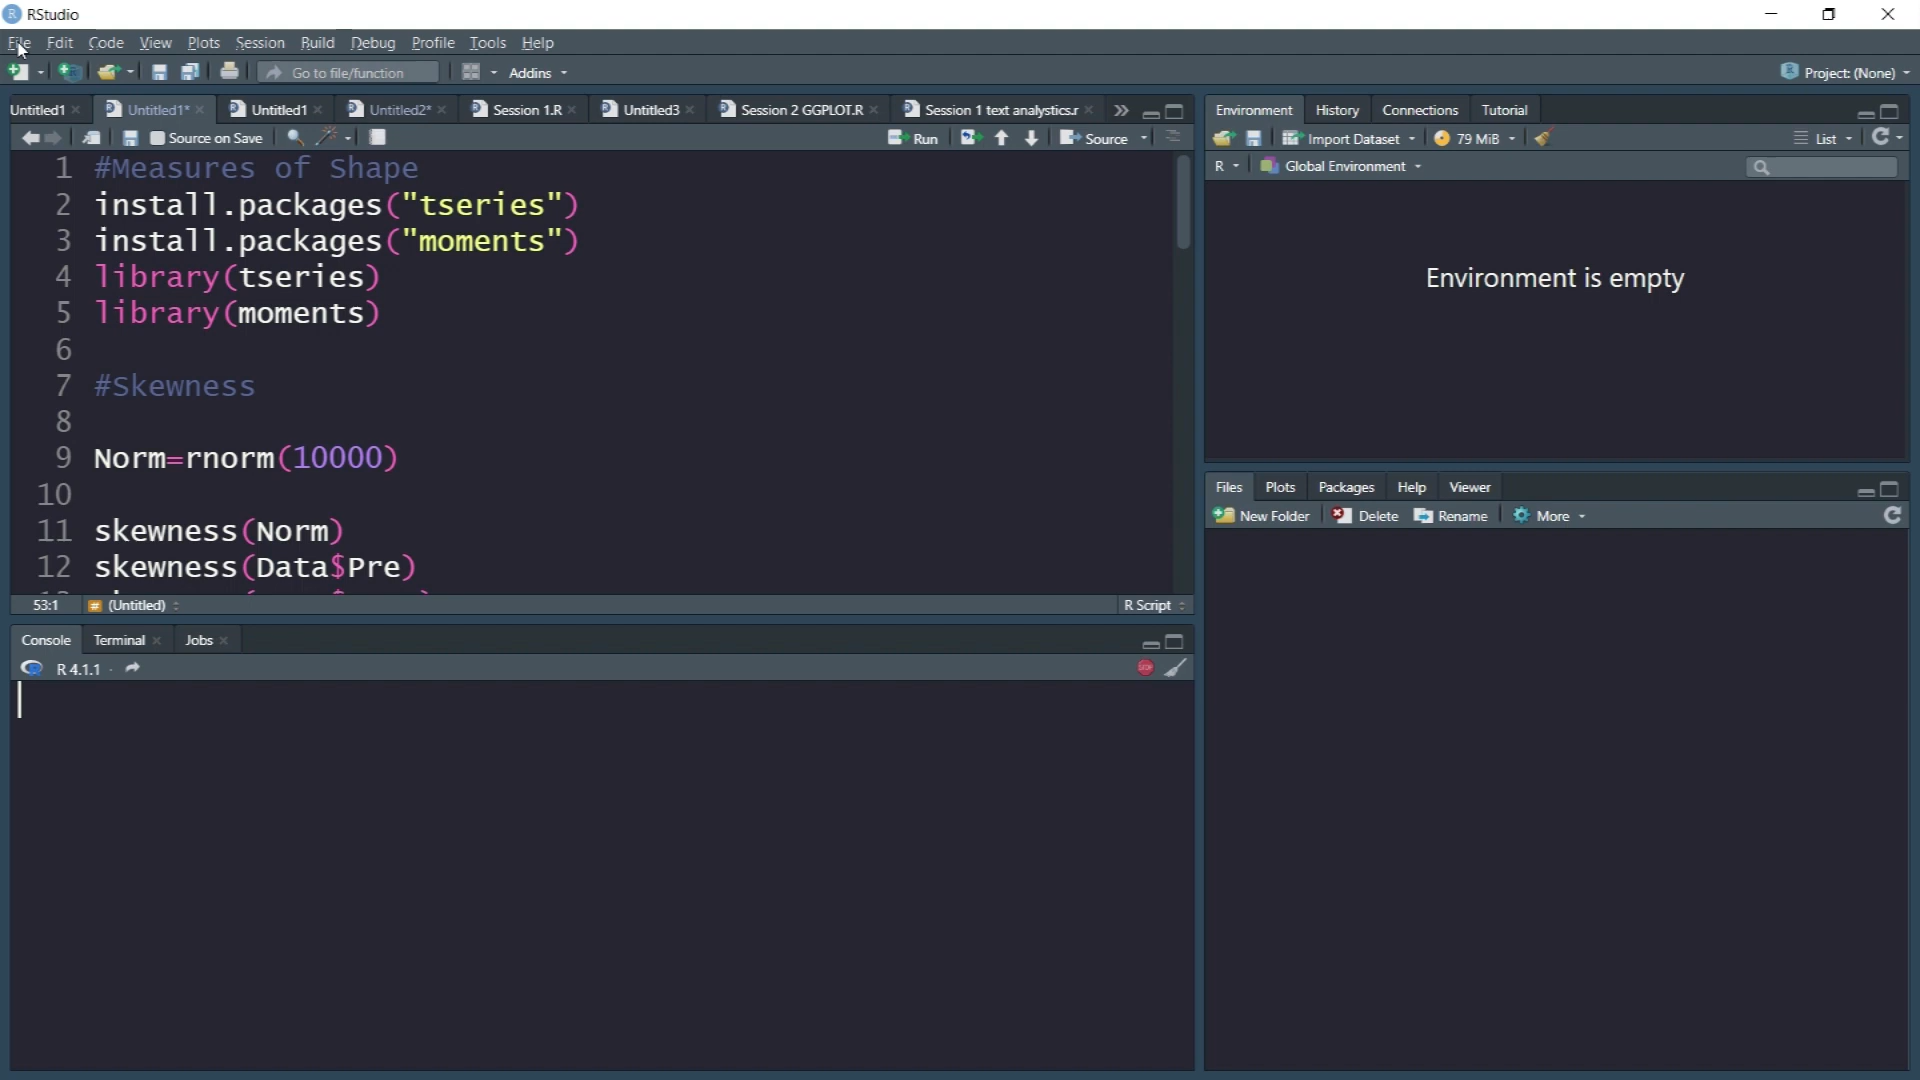 RStudio
File Edit Code View Plots Session Build Debug Profile Tools Help
Go to file/function Addins Project: (None)
Untitled1 Untitled1* Untitled1 Untitled2* Session 1.R Untitled3 Session 2 GGPLOT.R Session 1 text analystics.r
Source on Save Run Source
1 #Measures of Shape
2 install.packages("tseries")
3 install.packages("moments")
4 library(tseries)
5 library(moments)
6
7 #Skewness
8
9 Norm=rnorm(10000)
10
11 skewness(Norm)
12 skewness(Data$Pre)
53:1 # (Untitled) R Script
Console Terminal Jobs
R 4.1.1 ·
Environment History Connections Tutorial
Import Dataset 79 MiB List
R Global Environment
Environment is empty
Files Plots Packages Help Viewer
New Folder Delete Rename More